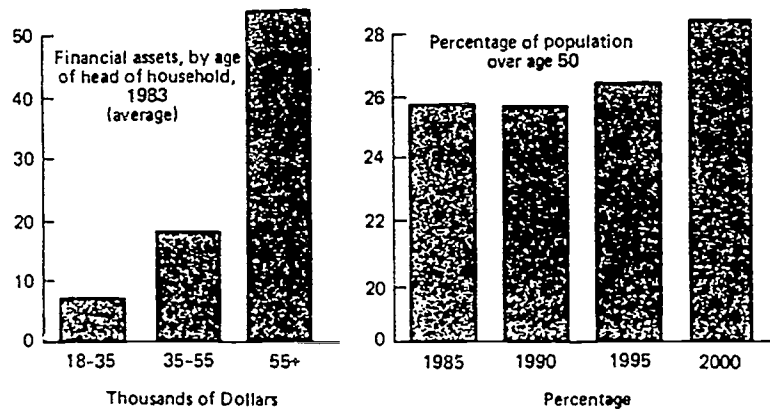 50
40
30
20
10
0
Financial assets, by age
of head of household,
1983
(average)
18-35 35-55 55+
Thousands of Dollars
28
26
24
22
20
0
Percentage of population
over age 50
1985 1990 1995 2000
Percentage